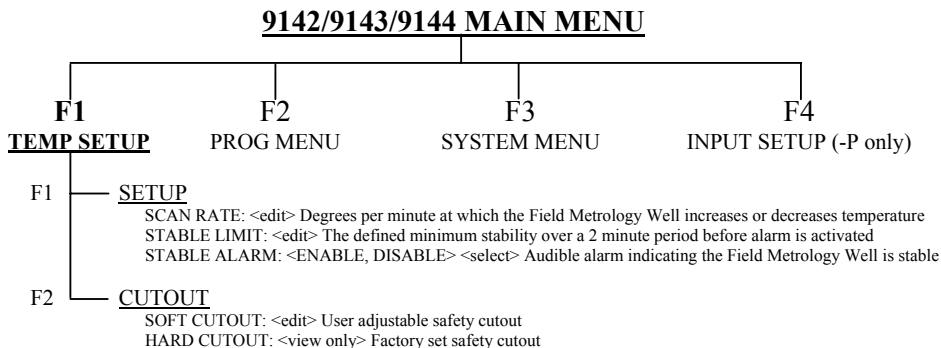 9142/9143/9144 MAIN MENU
F1 F2 F3 F4
TEMP SETUP PROG MENU SYSTEM MENU INPUT SETUP (-P only)
F1 SETUP
SCAN RATE: <edit> Degrees per minute at which the Field Metrology Well increases or decreases temperature
STABLE LIMIT: <edit> The defined minimum stability over a 2 minute period before alarm is activated
STABLE ALARM: <ENABLE, DISABLE> <select> Audible alarm indicating the Field Metrology Well is stable
F2 CUTOUT
SOFT CUTOUT: <edit> User adjustable safety cutout
HARD CUTOUT: <view only> Factory set safety cutout